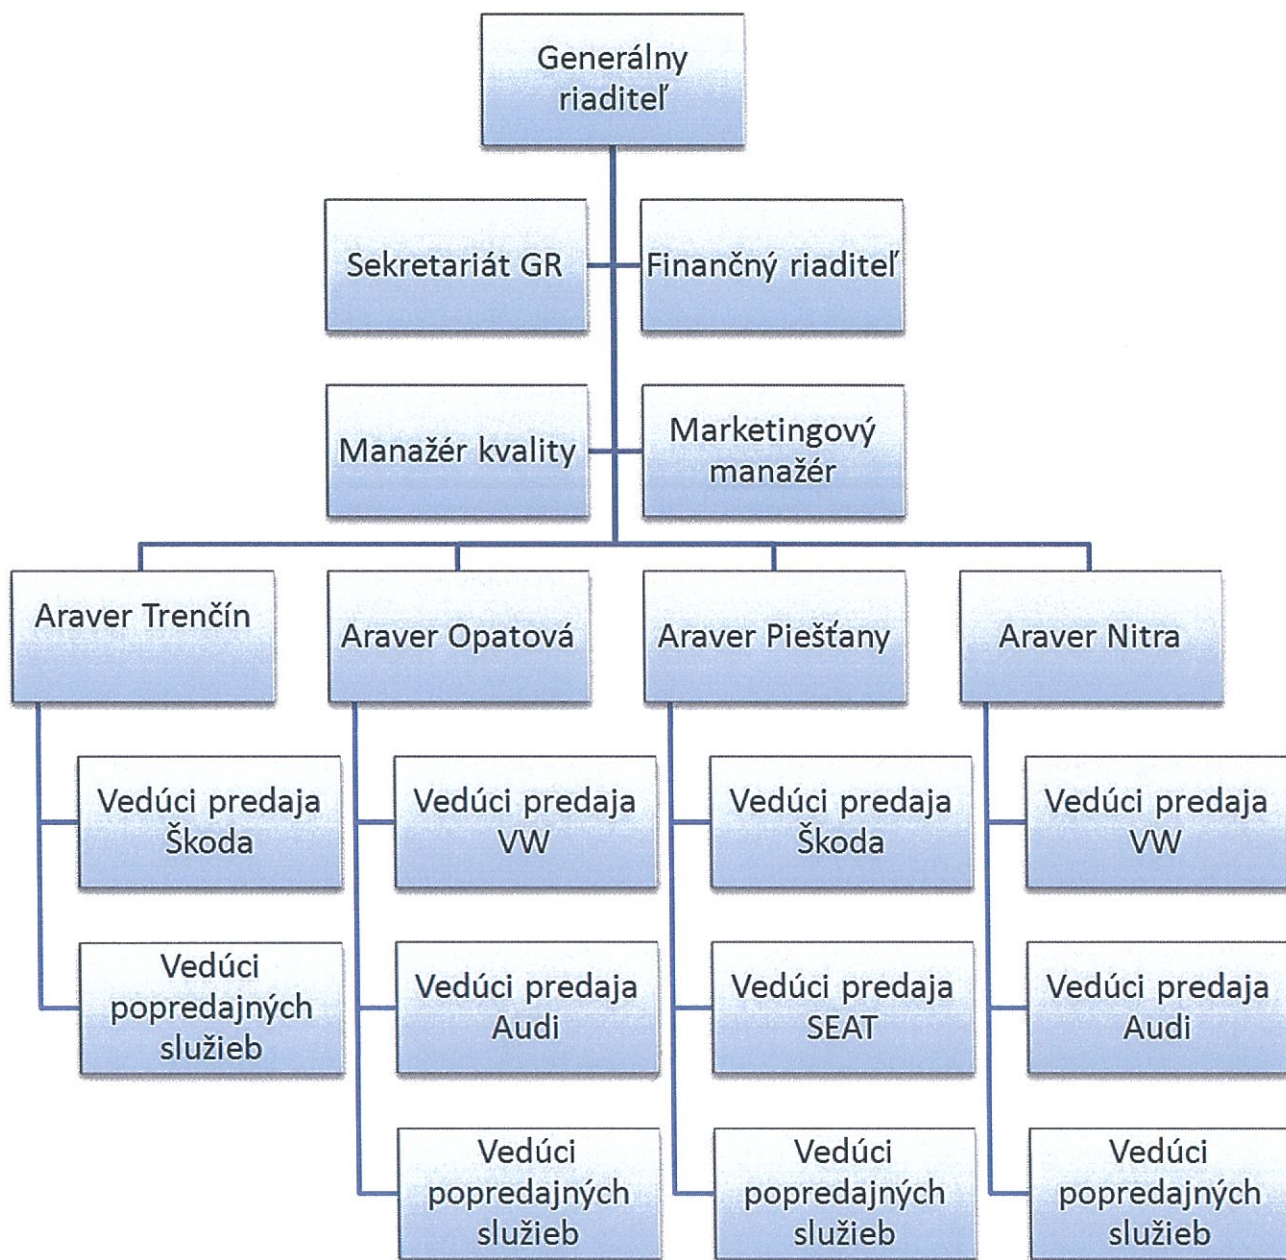 Generálny
riaditeľ
Sekretariát GR
Finančný riaditeľ
Manažér kvality
Marketingový
manažér
Araver Trenčín
Araver Opatová
Araver Piešťany
Araver Nitra
Vedúci predaja
Škoda
Vedúci predaja
VW
Vedúci predaja
Škoda
Vedúci predaja
VW
Vedúci
popredajných
služieb
Vedúci predaja
Audi
Vedúci predaja
SEAT
Vedúci predaja
Audi
Vedúci
popredajných
služieb
Vedúci
popredajných
služieb
Vedúci
popredajných
služieb